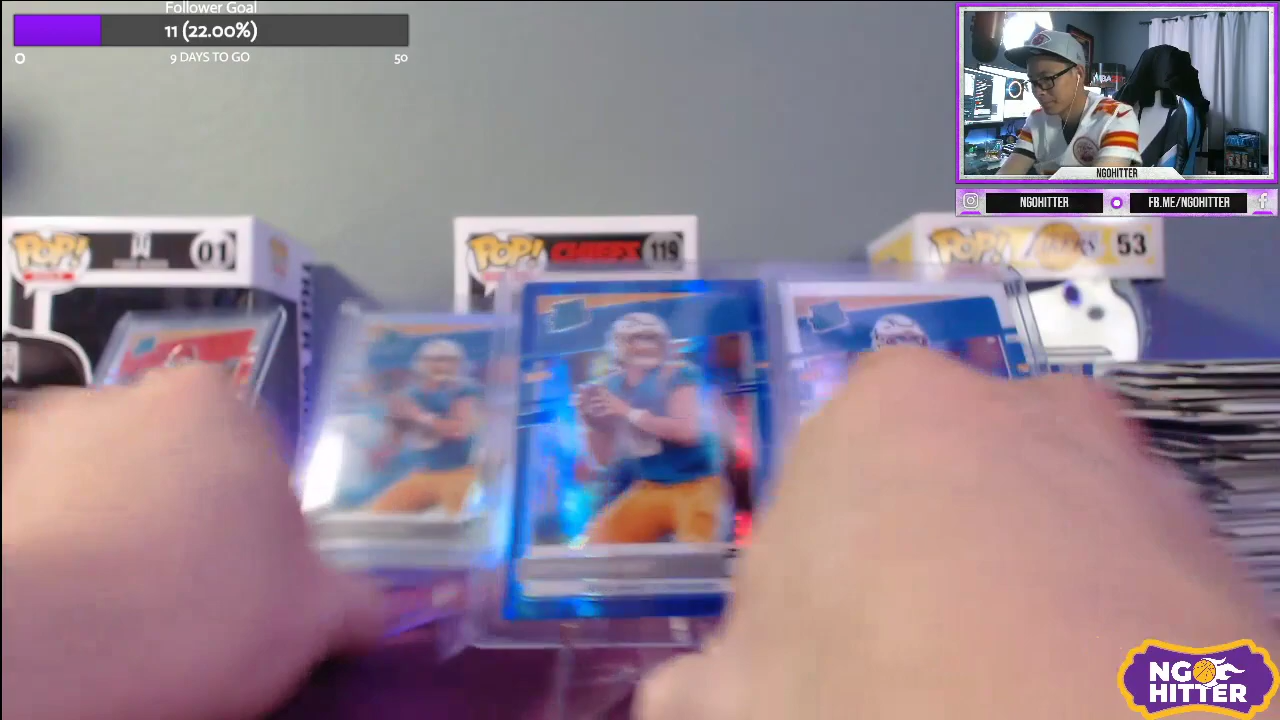 Follower Goal
11 (22.00%)
0
9 DAYS TO GO
50
NGOHITTER
NGOHITTER
FB.ME/NGOHITTER
POP!
01
POP!
CHIEFS
119
POP!
LAKERS
53
NGO
HITTER